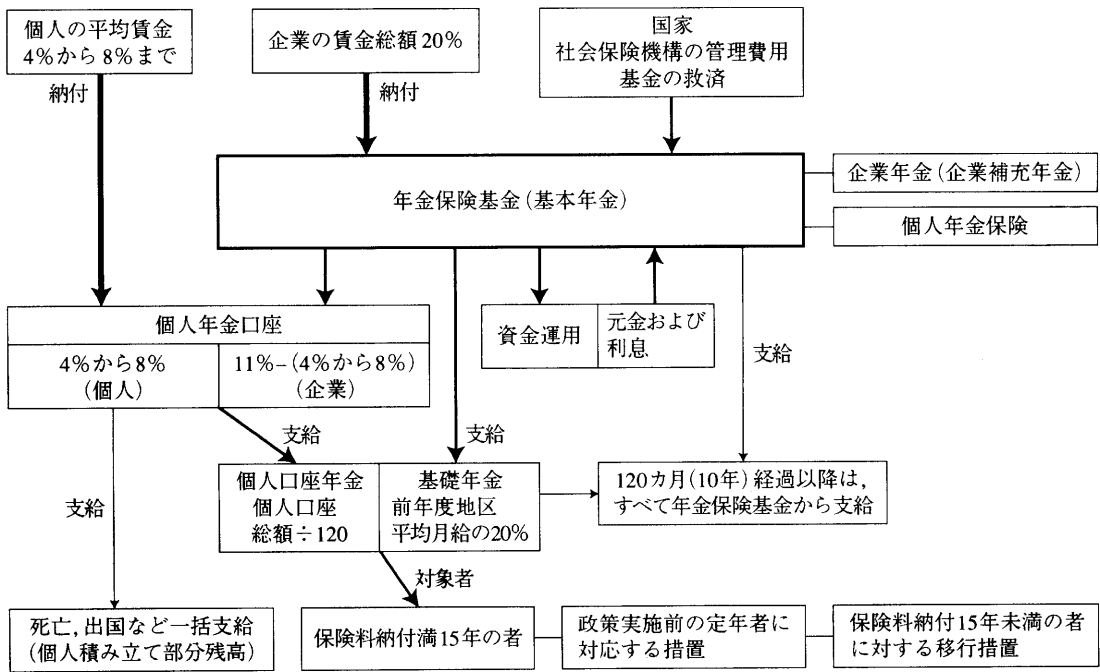 個人の平均賃金
4%から8%まで
企業の賃金総額20%
国家
社会保険機構の管理費用
基金の救済
納付
納付
年金保険基金(基本年金)
企業年金(企業補充年金)
個人年金保険
個人年金口座
4%から8%
(個人)
11%−(4%から8%)
(企業)
資金運用
元金および
利息
支給
支給
支給
支給
個人口座年金
個人口座
総額÷120
基礎年金
前年度地区
平均月給の20%
120カ月(10年)経過以降は,
すべて年金保険基金から支給
対象者
死亡,出国など一括支給
(個人積み立て部分残高)
保険料納付満15年の者
政策実施前の定年者に
対応する措置
保険料納付15年未満の者
に対する移行措置